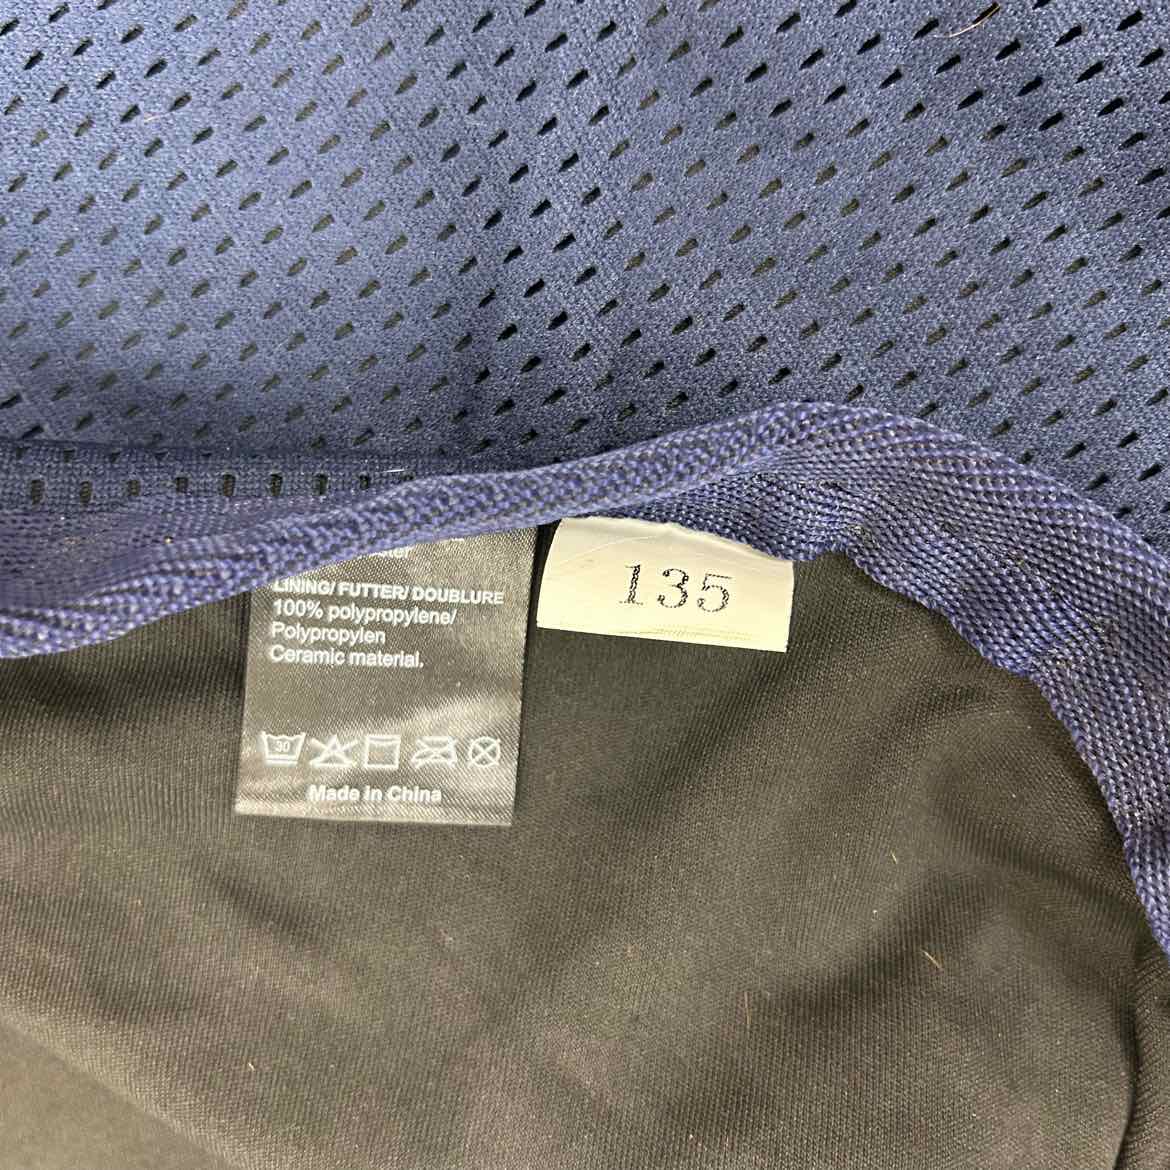 LINING/ FUTTER/ DOUBLURE
100% polypropylene/
Polypropylen
Ceramic material.
135
30
Made in China